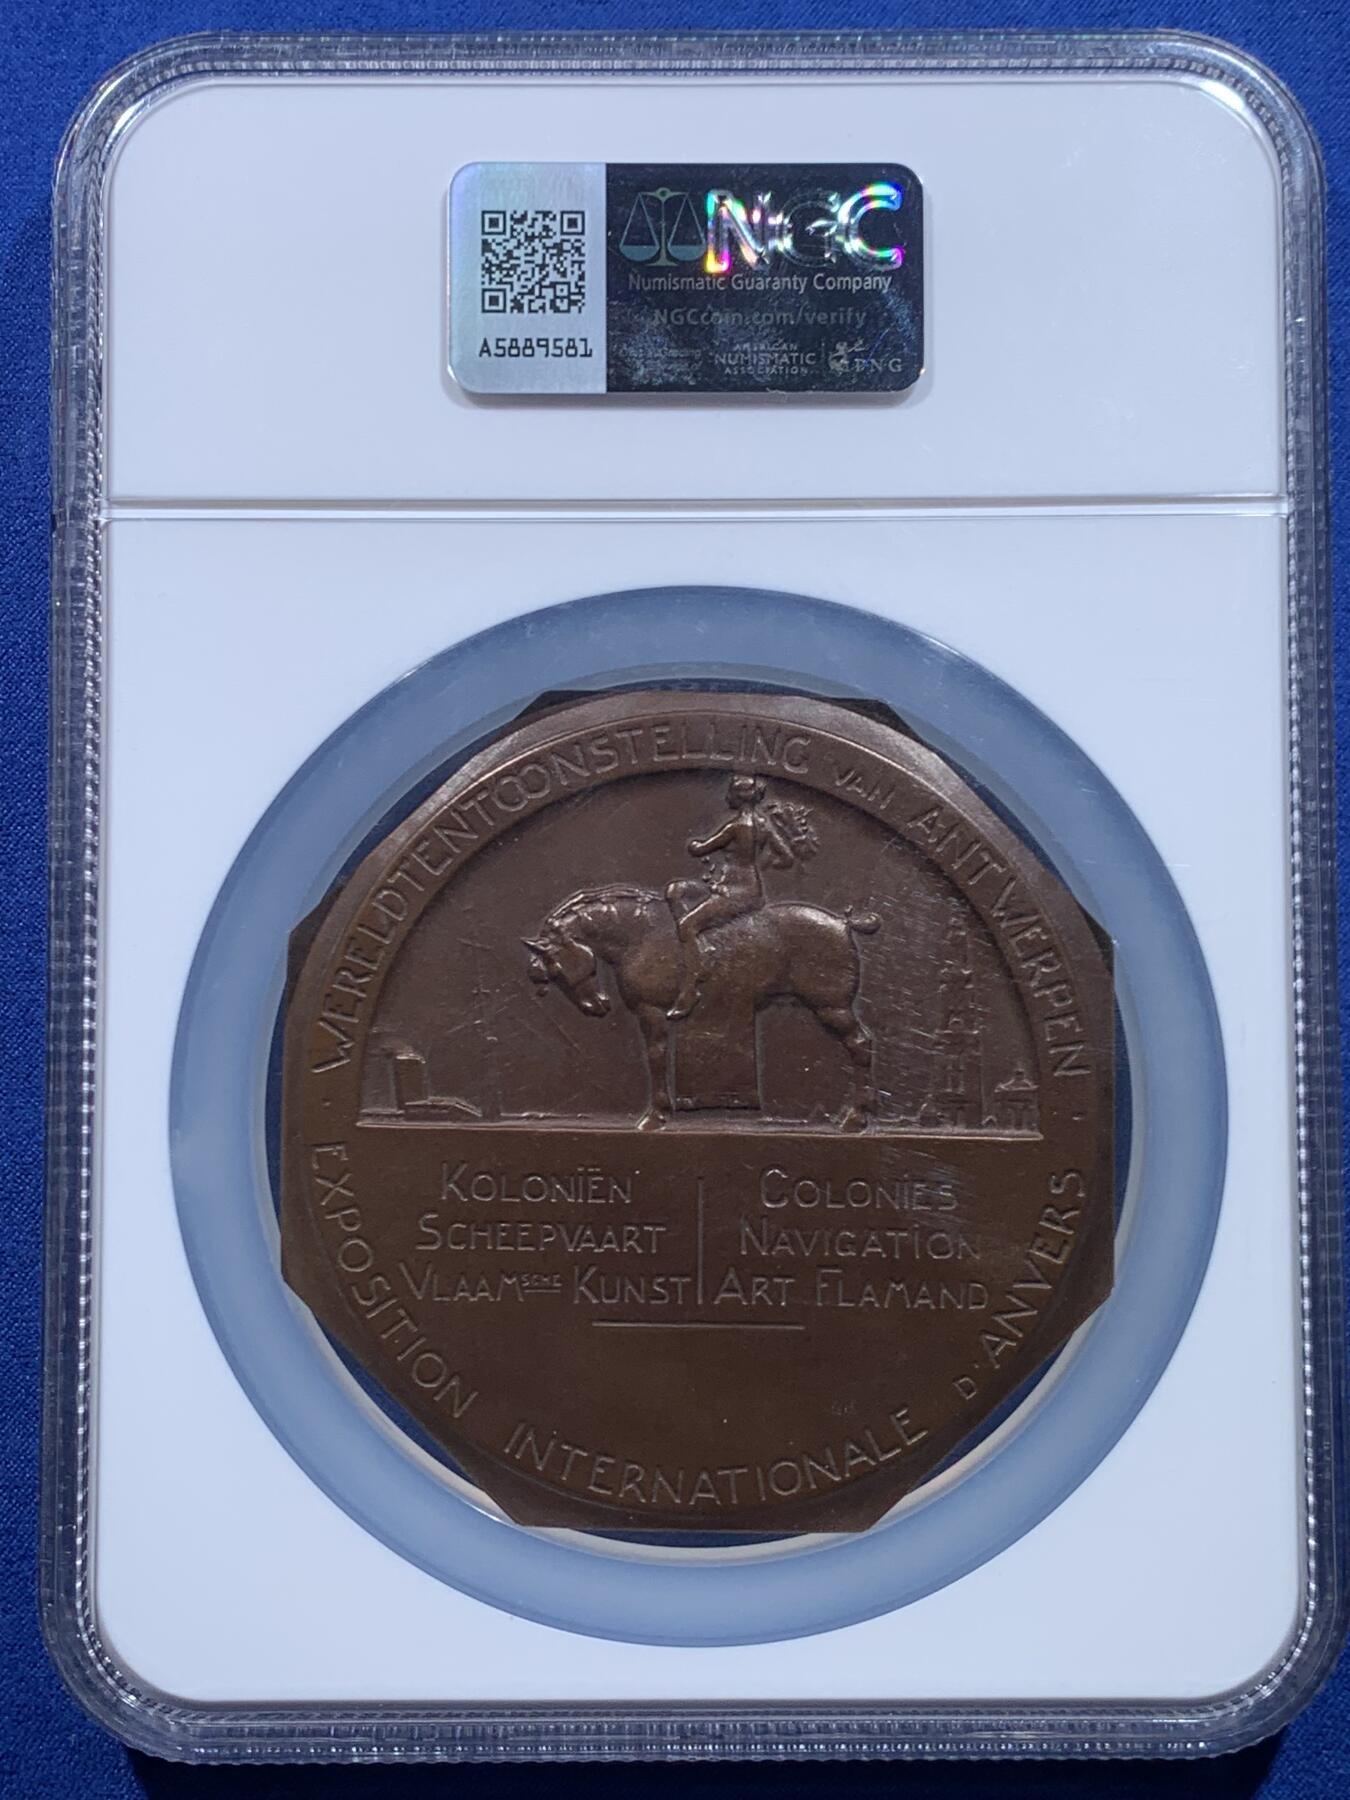 NGC
Numismatic Guaranty Company
NGCcoin.com/verify
A5889581
AMERICAN
NUMISMATIC
ASSOCIATION
PNG
WERELDTENTOONSTELLING VAN ANTWERPEN
KOLONIËN
SCHEEPVAART
VLAAMSCHE KUNST
COLONIES
NAVIGATION
ART FLAMAND
EXPOSITION INTERNATIONALE D'ANVERS